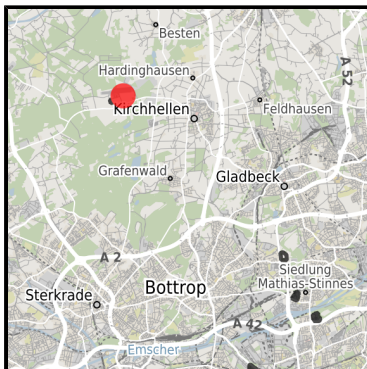 Besten
A 52
Hardinghausen
Kirchhellen
Feldhausen
Grafenwald
Gladbeck
A 2
Siedlung
Mathias-Stinnes
Bottrop
Sterkrade
A 42
Emscher